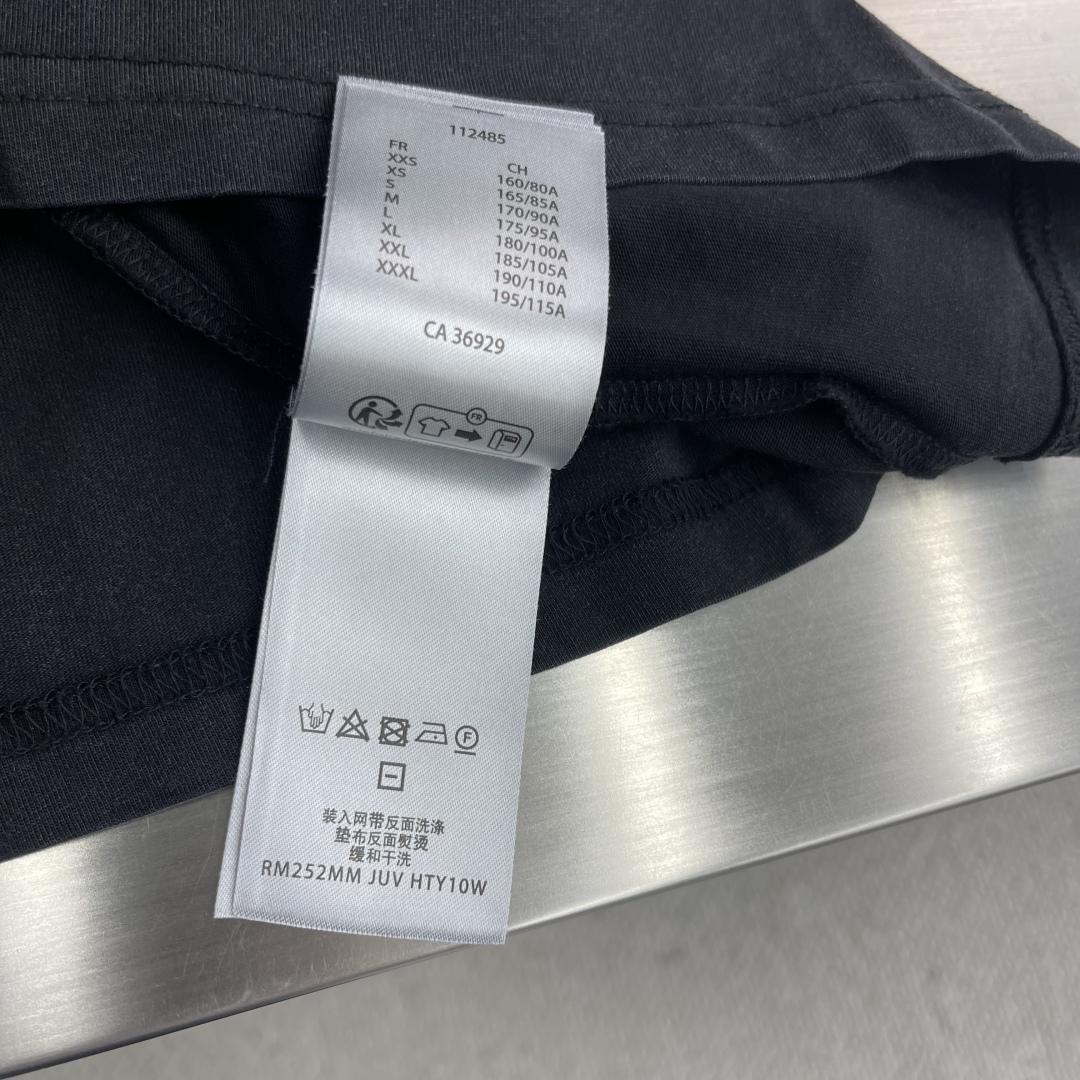 112485
FR CH
XXS 160/80A
XS 165/85A
S 170/90A
M 175/95A
L 180/100A
XL 185/105A
XXL 190/110A
XXXL 195/115A
CA 36929
FR
F
装入网带反面洗涤
垫布反面熨烫
缓和干洗
RM252MM JUV HTY10W